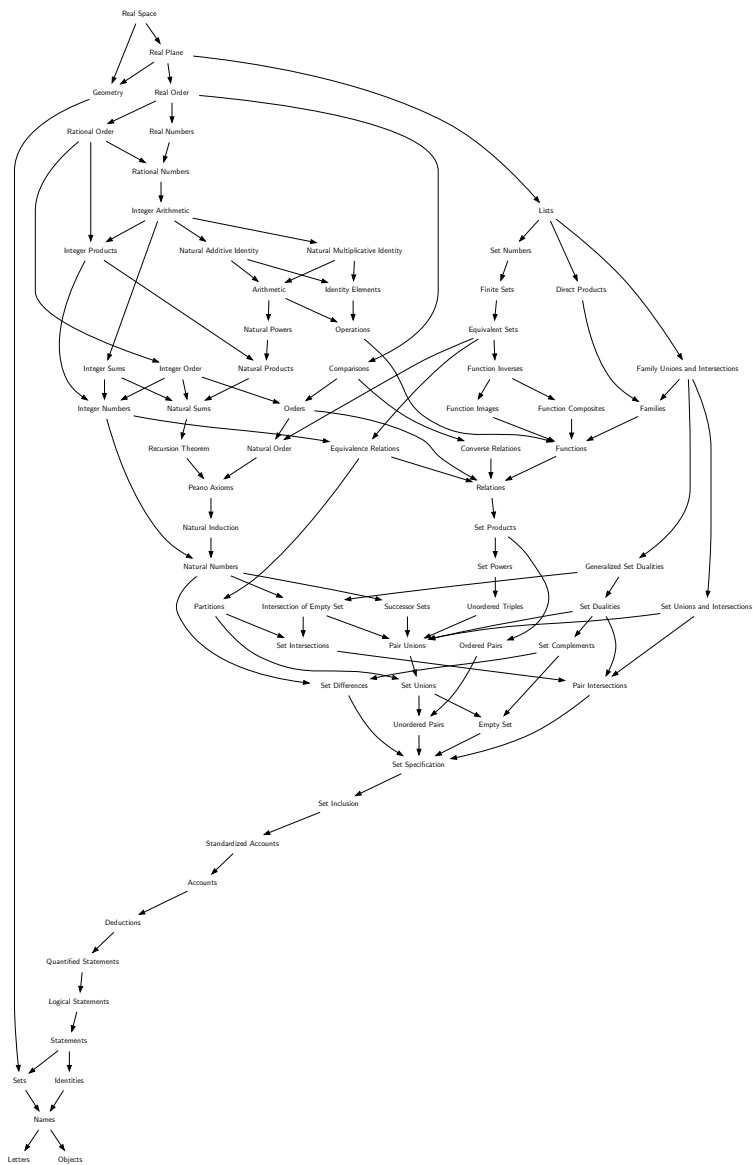 Real Space
Real Plane
Geometry
Real Order
Rational Order
Real Numbers
Rational Numbers
Integer Arithmetic
Lists
Integer Products
Natural Additive Identity
Natural Multiplicative Identity
Set Numbers
Arithmetic
Identity Elements
Finite Sets
Direct Products
Natural Powers
Operations
Equivalent Sets
Integer Sums
Integer Order
Natural Products
Comparisons
Function Inverses
Family Unions and Intersections
Integer Numbers
Natural Sums
Orders
Function Images
Function Composites
Families
Recursion Theorem
Natural Order
Equivalence Relations
Converse Relations
Functions
Peano Axioms
Relations
Natural Induction
Set Products
Natural Numbers
Set Powers
Generalized Set Dualities
Partitions
Intersection of Empty Set
Successor Sets
Unordered Triples
Set Dualities
Set Unions and Intersections
Set Intersections
Pair Unions
Ordered Pairs
Set Complements
Set Differences
Set Unions
Pair Intersections
Unordered Pairs
Empty Set
Set Specification
Set Inclusion
Standardized Accounts
Accounts
Deductions
Quantified Statements
Logical Statements
Statements
Sets
Identities
Names
Letters
Objects